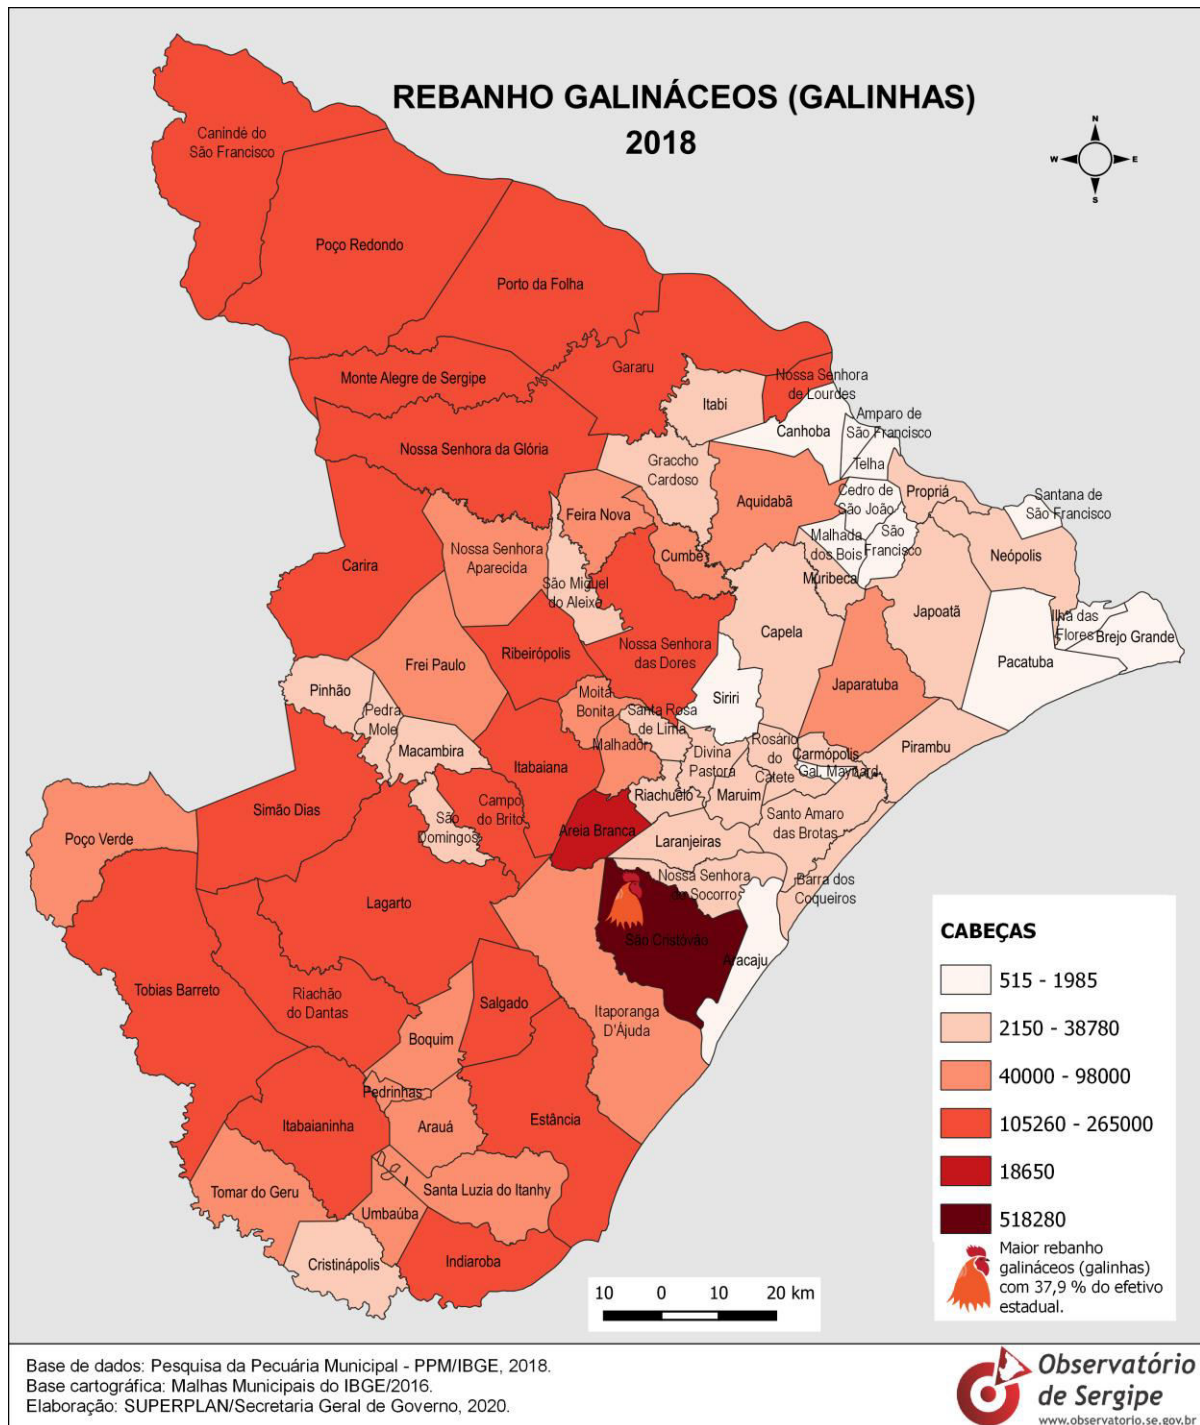 REBANHO GALINÁCEOS (GALINHAS)
2018
N
W
E
S
Canindé do
São Francisco
Poço Redondo
Porto da Folha
Gararu
Monte Alegre de Sergipe
Nossa Senhora
de Lourdes
Itabi
Canhoba
Amparo de
São Francisco
Telha
Nossa Senhora da Glória
Graccho
Cardoso
Aquidabã
Cedro de
São João
Propriá
Santana de
São Francisco
Feira Nova
Nossa Senhora
Aparecida
Cumbe
Malhada
dos Bois
São
Francisco
Neópolis
Carira
São Miguel
do Aleixo
Muribeca
Japoatã
Ilha das
Flores
Brejo Grande
Capela
Pacatuba
Frei Paulo
Ribeirópolis
Nossa Senhora
das Dores
Japaratuba
Pinhão
Pedra
Mole
Moita
Bonita
Siriri
Santa Rosa
de Lima
Macambira
Itabaiana
Malhador
Divina
Pastora
Rosário
do
Catete
Carmópolis
Gal. Maynard
Pirambu
Riachuelo
Maruim
Simão Dias
Campo
do Brito
São
Domingos
Areia Branca
Laranjeiras
Santo Amaro
das Brotas
Poço Verde
Nossa Senhora
do Socorro
Barra dos
Coqueiros
Lagarto
São Cristóvão
Aracaju
Tobias Barreto
Riachão
do Dantas
Salgado
Itaporanga
D'Ájuda
Boquim
Pedrinhas
Itabaianinha
Arauá
Estância
Tomar do Geru
Santa Luzia do Itanhy
Umbaúba
Cristinápolis
Indiaroba
CABEÇAS
515 - 1985
2150 - 38780
40000 - 98000
105260 - 265000
18650
518280
Maior rebanho
galináceos (galinhas)
com 37,9 % do efetivo
estadual.
10 0 10 20 km
Base de dados: Pesquisa da Pecuária Municipal - PPM/IBGE, 2018.
Base cartográfica: Malhas Municipais do IBGE/2016.
Elaboração: SUPERPLAN/Secretaria Geral de Governo, 2020.
Observatório
de Sergipe
www.observatorio.se.gov.br